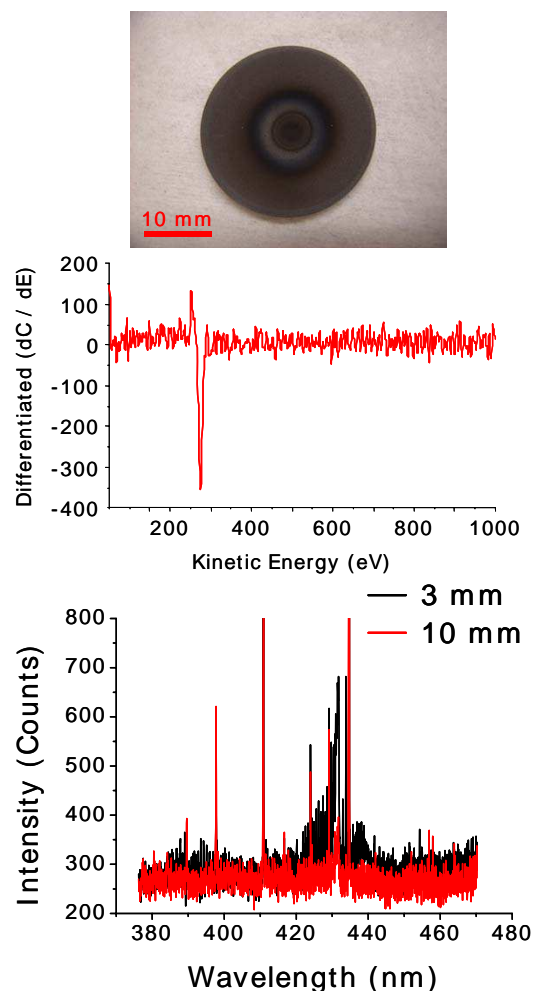 10 mm
Differentiated (dC / dE)
200
100
0
-100
-200
-300
-400
200 400 600 800 1000
Kinetic Energy (eV)
3 mm
10 mm
Intensity (Counts)
800
700
600
500
400
300
200
380 400 420 440 460 480
Wavelength (nm)